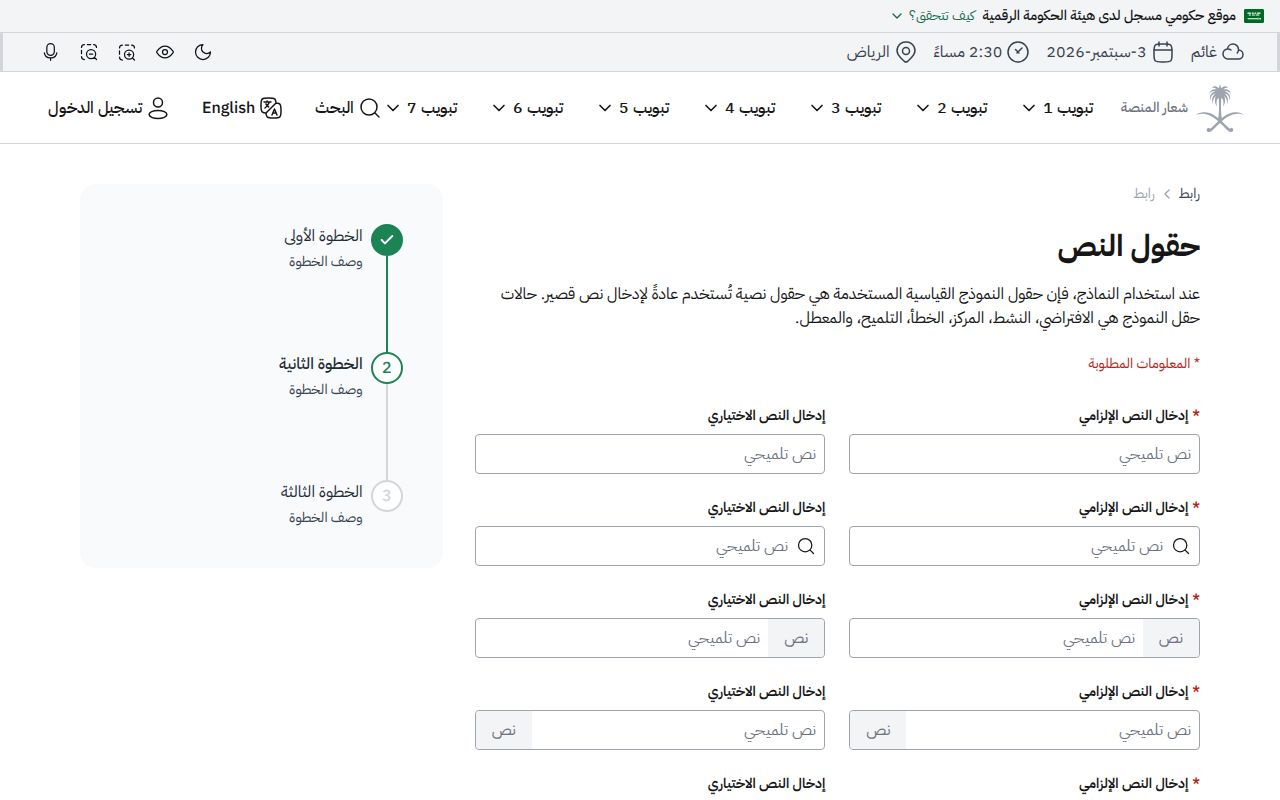 موقع حكومي مسجل لدى هيئة الحكومة الرقمية كيف تتحقق؟
غائم 3-سبتمبر-2026 2:30 مساءً الرياض
شعار المنصة تبويب 1 تبويب 2 تبويب 3 تبويب 4 تبويب 5 تبويب 6 تبويب 7 البحث English تسجيل الدخول
رابط رابط
حقول النص
عند استخدام النماذج، فإن حقول النموذج القياسية المستخدمة هي حقول نصية تُستخدم عادةً لإدخال نص قصير. حالات
حقل النموذج هي الافتراضي، النشط، المركز، الخطأ، التلميح، والمعطل.
* المعلومات المطلوبة
* إدخال النص الإلزامي إدخال النص الاختياري
نص تلميحي نص تلميحي
* إدخال النص الإلزامي إدخال النص الاختياري
نص تلميحي نص تلميحي
* إدخال النص الإلزامي إدخال النص الاختياري
نص نص تلميحي نص نص تلميحي
* إدخال النص الإلزامي إدخال النص الاختياري
نص تلميحي نص نص تلميحي نص
* إدخال النص الإلزامي إدخال النص الاختياري
الخطوة الأولى
وصف الخطوة
2 الخطوة الثانية
وصف الخطوة
3 الخطوة الثالثة
وصف الخطوة